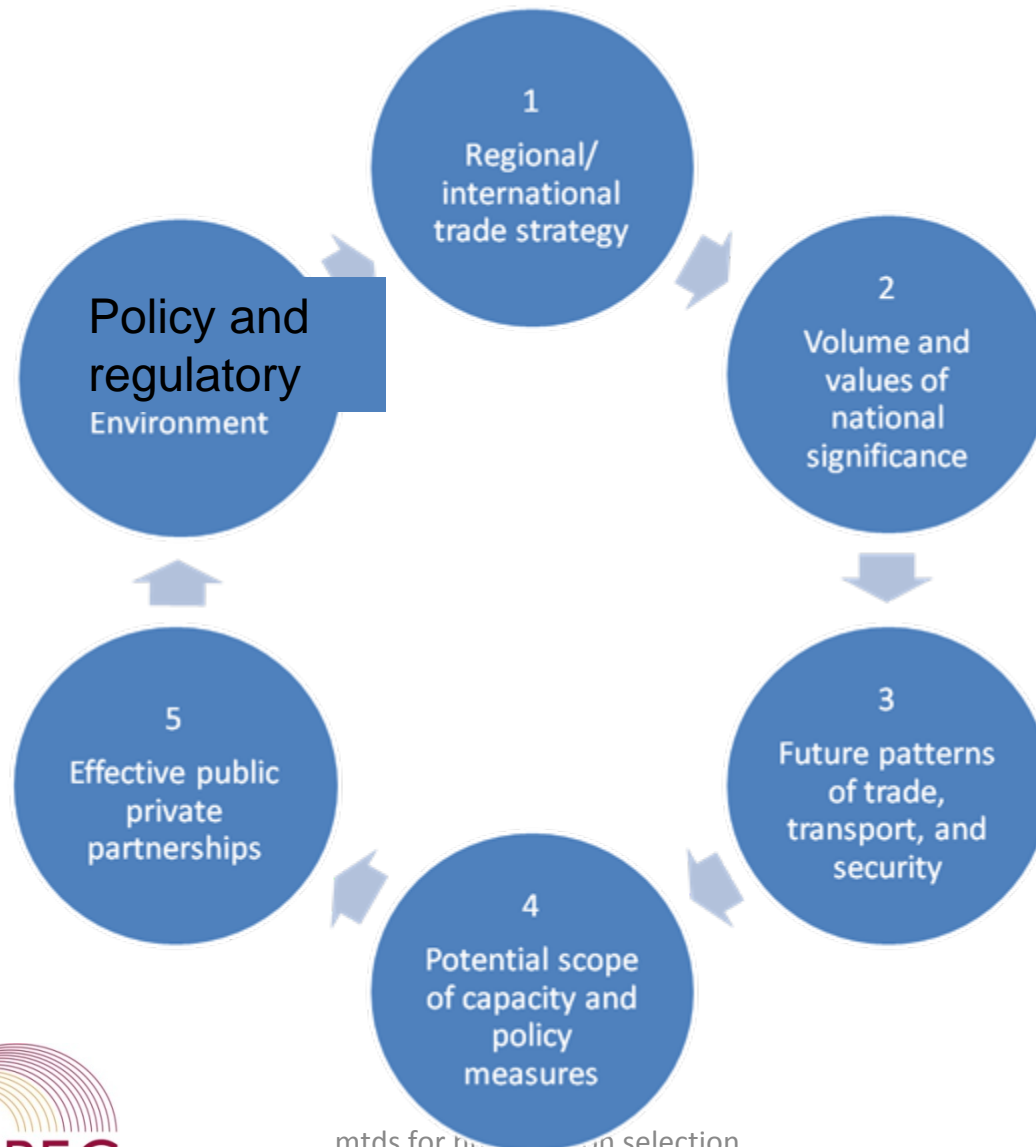 1
Regional/
international
trade strategy
2
Volume and
values of
national
significance
3
Future patterns
of trade,
transport, and
security
4
Potential scope
of capacity and
policy
measures
5
Effective public
private
partnerships
Policy and
regulatory
Environment
mtds for
selection